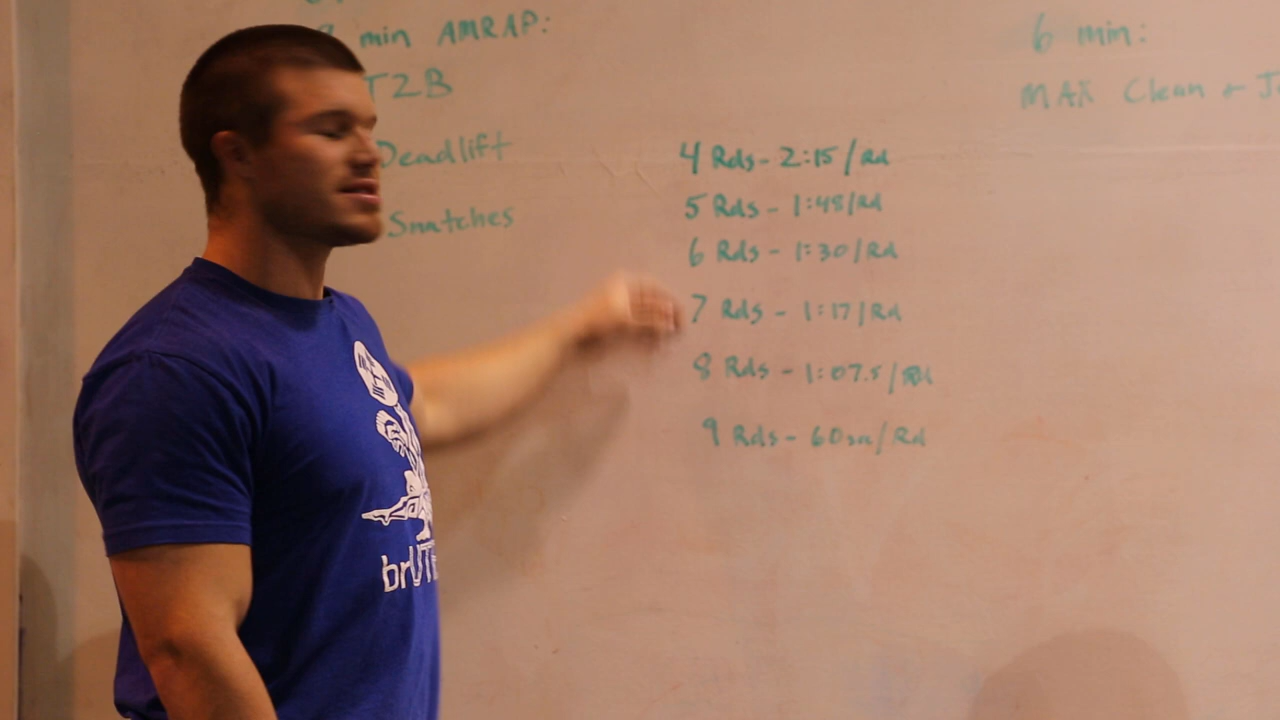 min AMRAP:
T2B
Deadlift
Snatches
4 Rds - 2:15/Rd
5 Rds - 1:48/Rd
6 Rds - 1:30/Rd
7 Rds - 1:17/Rd
8 Rds - 1:07.5/Rd
9 Rds - 60sec/Rd
6 min:
MAX Clean +
brUTE